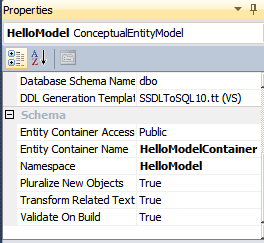 Properties
HelloModel ConceptualEntityModel
Database Schema Name dbo
DDL Generation Templat SSDLToSQL10.tt (VS)
Schema
Entity Container Access Public
Entity Container Name HelloModelContainer
Namespace HelloModel
Pluralize New Objects True
Transform Related Text True
Validate On Build True